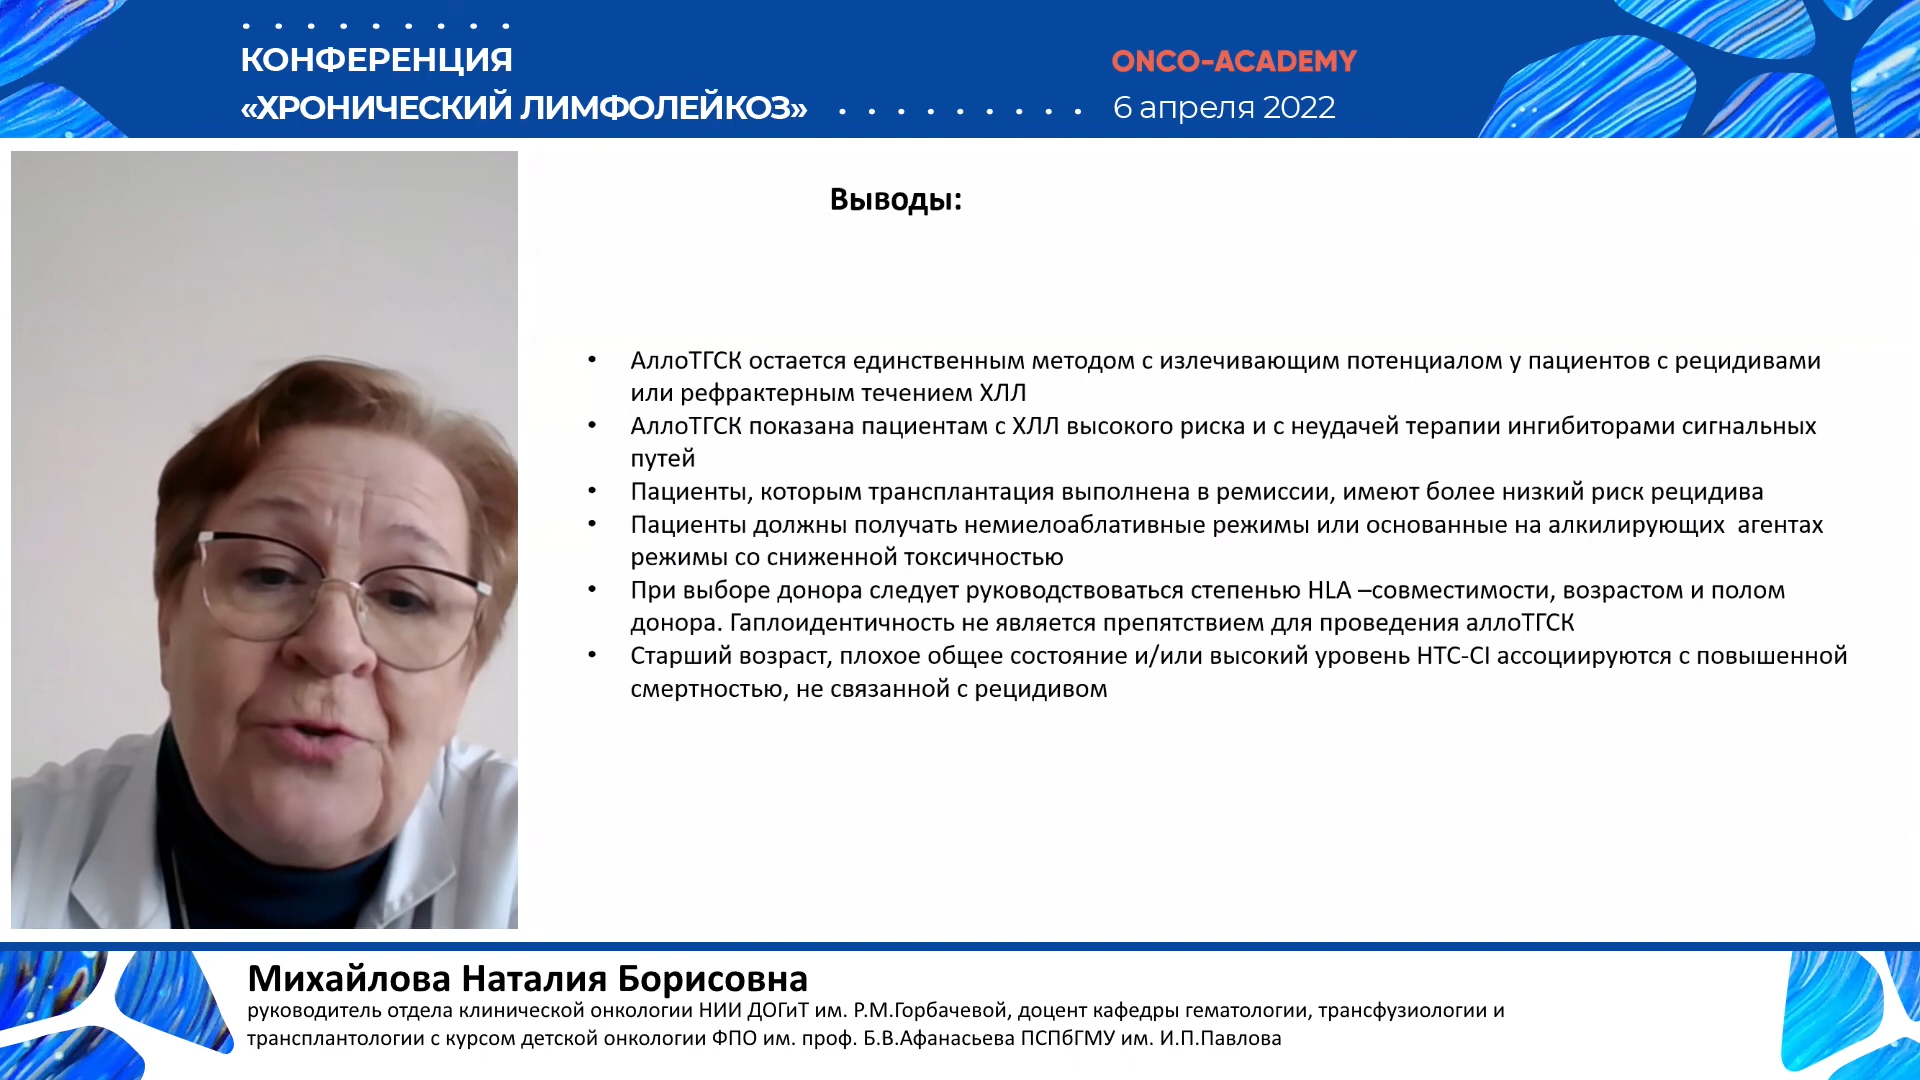 КОНФЕРЕНЦИЯ
«ХРОНИЧЕСКИЙ ЛИМФОЛЕЙКОЗ»
ONCO-ACADEMY
6 апреля 2022
Выводы:
• АллоТГСК остается единственным методом с излечивающим потенциалом у пациентов с рецидивами
или рефрактерным течением ХЛЛ
• АллоТГСК показана пациентам с ХЛЛ высокого риска и с неудачей терапии ингибиторами сигнальных
путей
• Пациенты, которым трансплантация выполнена в ремиссии, имеют более низкий риск рецидива
• Пациенты должны получать немиелоаблативные режимы или основанные на алкилирующих агентах
режимы со сниженной токсичностью
• При выборе донора следует руководствоваться степенью HLA –совместимости, возрастом и полом
донора. Гаплоидентичность не является препятствием для проведения аллоТГСК
• Старший возраст, плохое общее состояние и/или высокий уровень HTC-CI ассоциируются с повышенной
смертностью, не связанной с рецидивом
Михайлова Наталия Борисовна
руководитель отдела клинической онкологии НИИ ДОГиТ им. Р.М.Горбачевой, доцент кафедры гематологии, трансфузиологии и
трансплантологии с курсом детской онкологии ФПО им. проф. Б.В.Афанасьева ПСПбГМУ им. И.П.Павлова